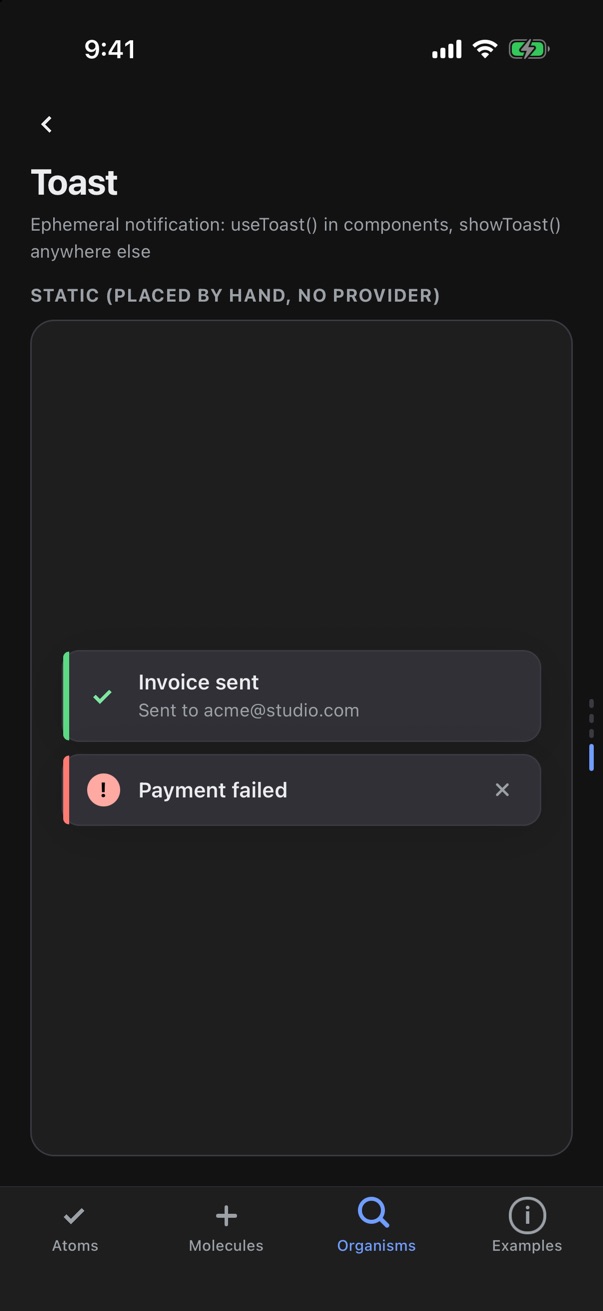 9:41
Toast
Ephemeral notification: useToast() in components, showToast()
anywhere else
STATIC (PLACED BY HAND, NO PROVIDER)
Invoice sent
Sent to acme@studio.com
Payment failed
Atoms
Molecules
Organisms
Examples